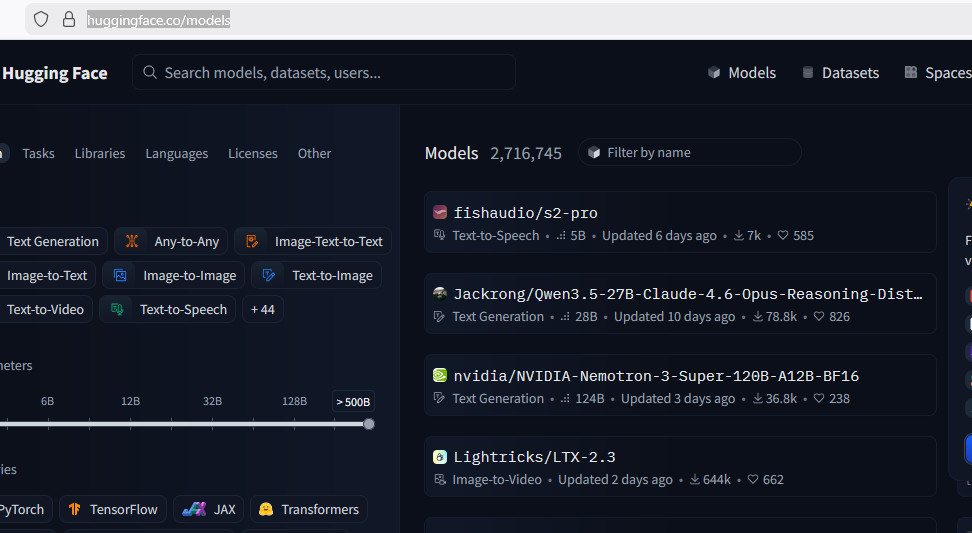 huggingface.co/models
Hugging Face
Search models, datasets, users...
Models
Datasets
Spaces
Tasks
Libraries
Languages
Licenses
Other
Text Generation
Any-to-Any
Image-Text-to-Text
Image-to-Text
Image-to-Image
Text-to-Image
Text-to-Video
Text-to-Speech
+ 44
6B
12B
32B
128B
> 500B
PyTorch
TensorFlow
JAX
Transformers
Models 2,716,745
Filter by name
fishaudio/s2-pro
Text-to-Speech • 5B • Updated 6 days ago • 7k • 585
Jackrong/Qwen3.5-27B-Claude-4.6-Opus-Reasoning-Dist…
Text Generation • 28B • Updated 10 days ago • 78.8k • 826
nvidia/NVIDIA-Nemotron-3-Super-120B-A12B-BF16
Text Generation • 124B • Updated 3 days ago • 36.8k • 238
Lightricks/LTX-2.3
Image-to-Video • Updated 2 days ago • 644k • 662